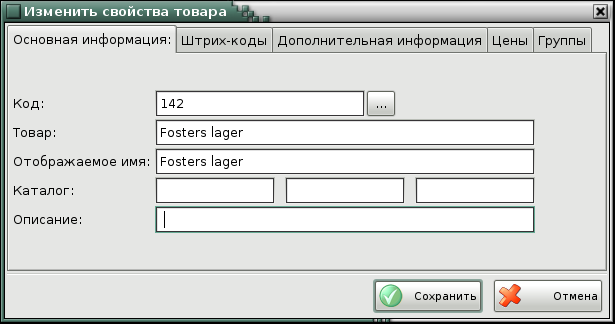 Изменить свойства товара
Основная информация: Штрих-коды Дополнительная информация Цены Группы
Код: 142 ...
Товар: Fosters lager
Отображаемое имя: Fosters lager
Каталог:
Описание:
Сохранить Отмена